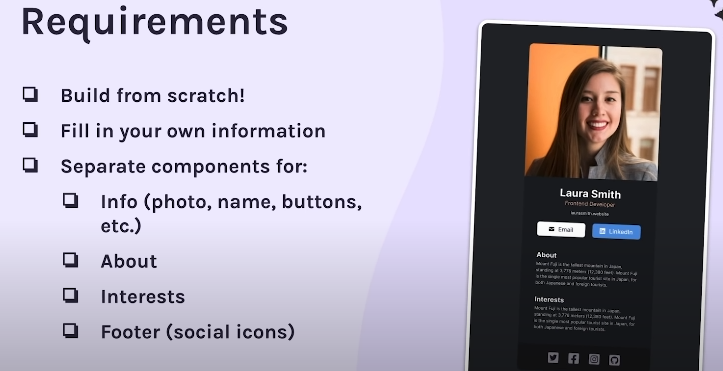 Requirements
Build from scratch!
Fill in your own information
Separate components for:
Info (photo, name, buttons,
etc.)
About
Interests
Footer (social icons)
Laura Smith
Frontend Developer
laurasmith.website
Email
LinkedIn
About
Mount Fuji is the tallest mountain in Japan,
standing at 3,776 meters (12,380 feet). Mount Fuji
is the single most popular tourist site in Japan, for
both Japanese and foreign tourists.
Interests
Mount Fuji is the tallest mountain in Japan,
standing at 3,776 meters (12,380 feet). Mount Fuji
is the single most popular tourist site in Japan, for
both Japanese and foreign tourists.